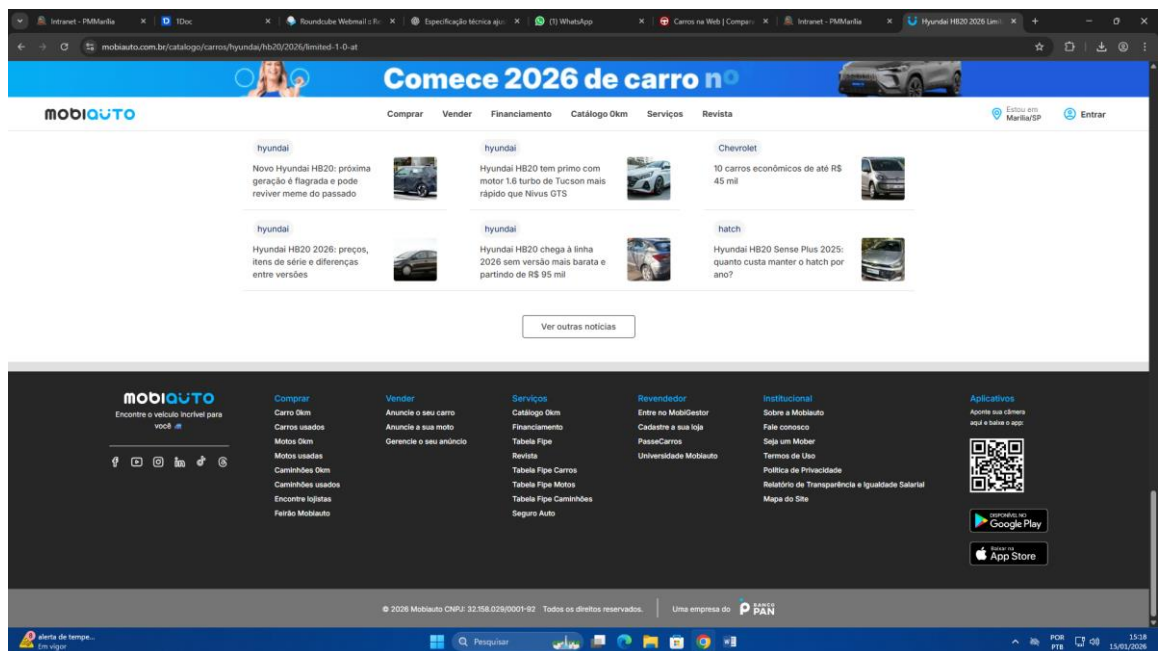 Intranet - PMMarília
1Doc
Roundcube Webmail ::
Especificação técnica aju
(1) WhatsApp
Carros na Web | Compar
Intranet - PMMarília
Hyundai HB20 2026 Limi
mobiauto.com.br/catalogo/carros/hyundai/hb20/2026/limited-1-0-at
Comece 2026 de carro no
mobiauto
Comprar
Vender
Financiamento
Catálogo 0km
Serviços
Revista
Estou em
Marília/SP
Entrar
hyundai
Novo Hyundai HB20: próxima
geração é flagrada e pode
reviver meme do passado
hyundai
Hyundai HB20 tem primo com
motor 1.6 turbo de Tucson mais
rápido que Nivus GTS
Chevrolet
10 carros econômicos de até R$
45 mil
hyundai
Hyundai HB20 2026: preços,
itens de série e diferenças
entre versões
hyundai
Hyundai HB20 chega à linha
2026 sem versão mais barata e
partindo de R$ 95 mil
hatch
Hyundai HB20 Sense Plus 2025:
quanto custa manter o hatch por
ano?
Ver outras notícias
mobiauto
Encontre o veículo incrível para
você
Comprar
Carro 0km
Carros usados
Motos 0km
Motos usadas
Caminhões 0km
Caminhões usados
Encontre lojistas
Feirão Mobiauto
Vender
Anuncie o seu carro
Anuncie a sua moto
Gerencie o seu anúncio
Serviços
Catálogo 0km
Financiamento
Tabela Fipe
Revista
Tabela Fipe Carros
Tabela Fipe Motos
Tabela Fipe Caminhões
Seguro Auto
Revendedor
Entre no MobiGestor
Cadastre a sua loja
PasseCarros
Universidade Mobiauto
Institucional
Sobre a Mobiauto
Fale conosco
Seja um Mober
Termos de Uso
Política de Privacidade
Relatório de Transparência e Igualdade Salarial
Mapa do Site
Aplicativos
Aponte sua câmera
aqui e baixe o app:
DISPONÍVEL NO
Google Play
Baixar na
App Store
© 2026 Mobiauto CNPJ: 32.158.029/0001-92 Todos os direitos reservados.
Uma empresa do
BANCO
PAN
alerta de tempe...
Em vigor
Pesquisar
POR
PTB
15:18
15/01/2026